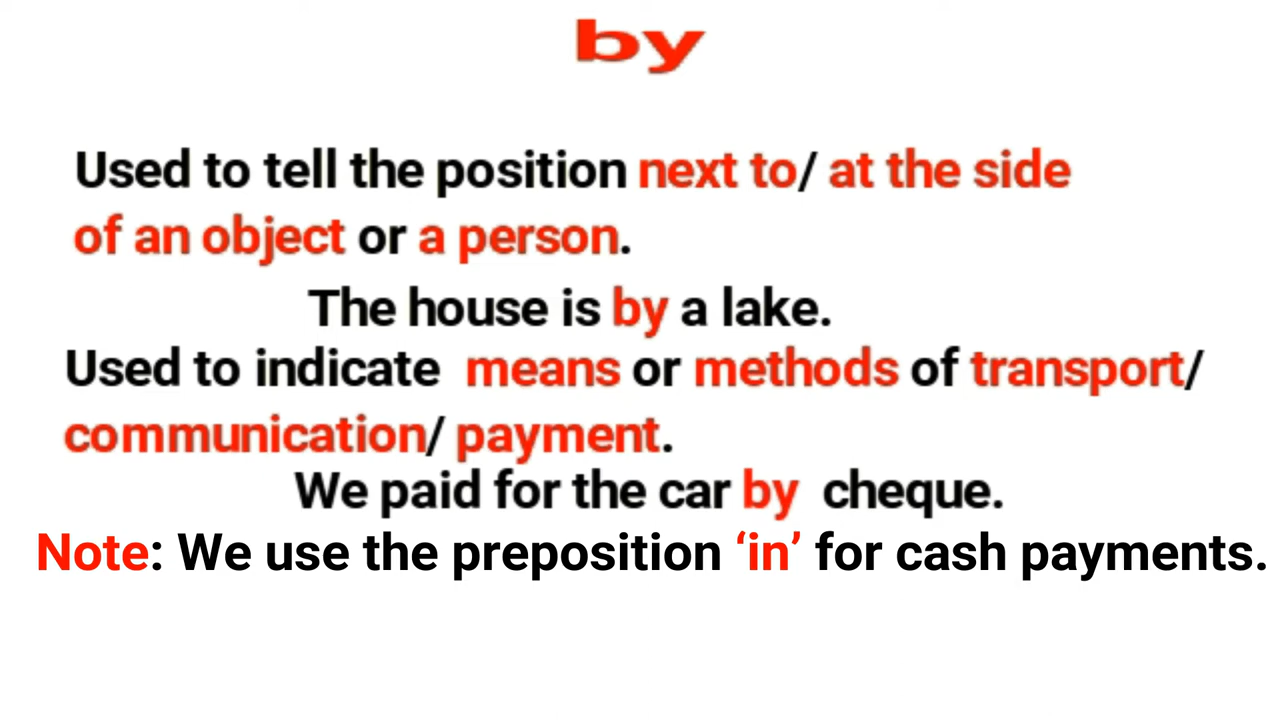 by
Used to tell the position next to/ at the side
of an object or a person.
The house is by a lake.
Used to indicate means or methods of transport/
communication/ payment.
We paid for the car by cheque.
Note: We use the preposition ‘in’ for cash payments.